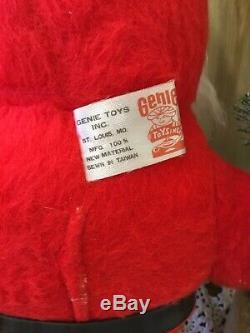 GENIE TOYS
INC.
ST. LOUIS, MO.
MFG. 100%
NEW MATERIAL
SEWN IN TAIWAN
Genie
TOYS INC.